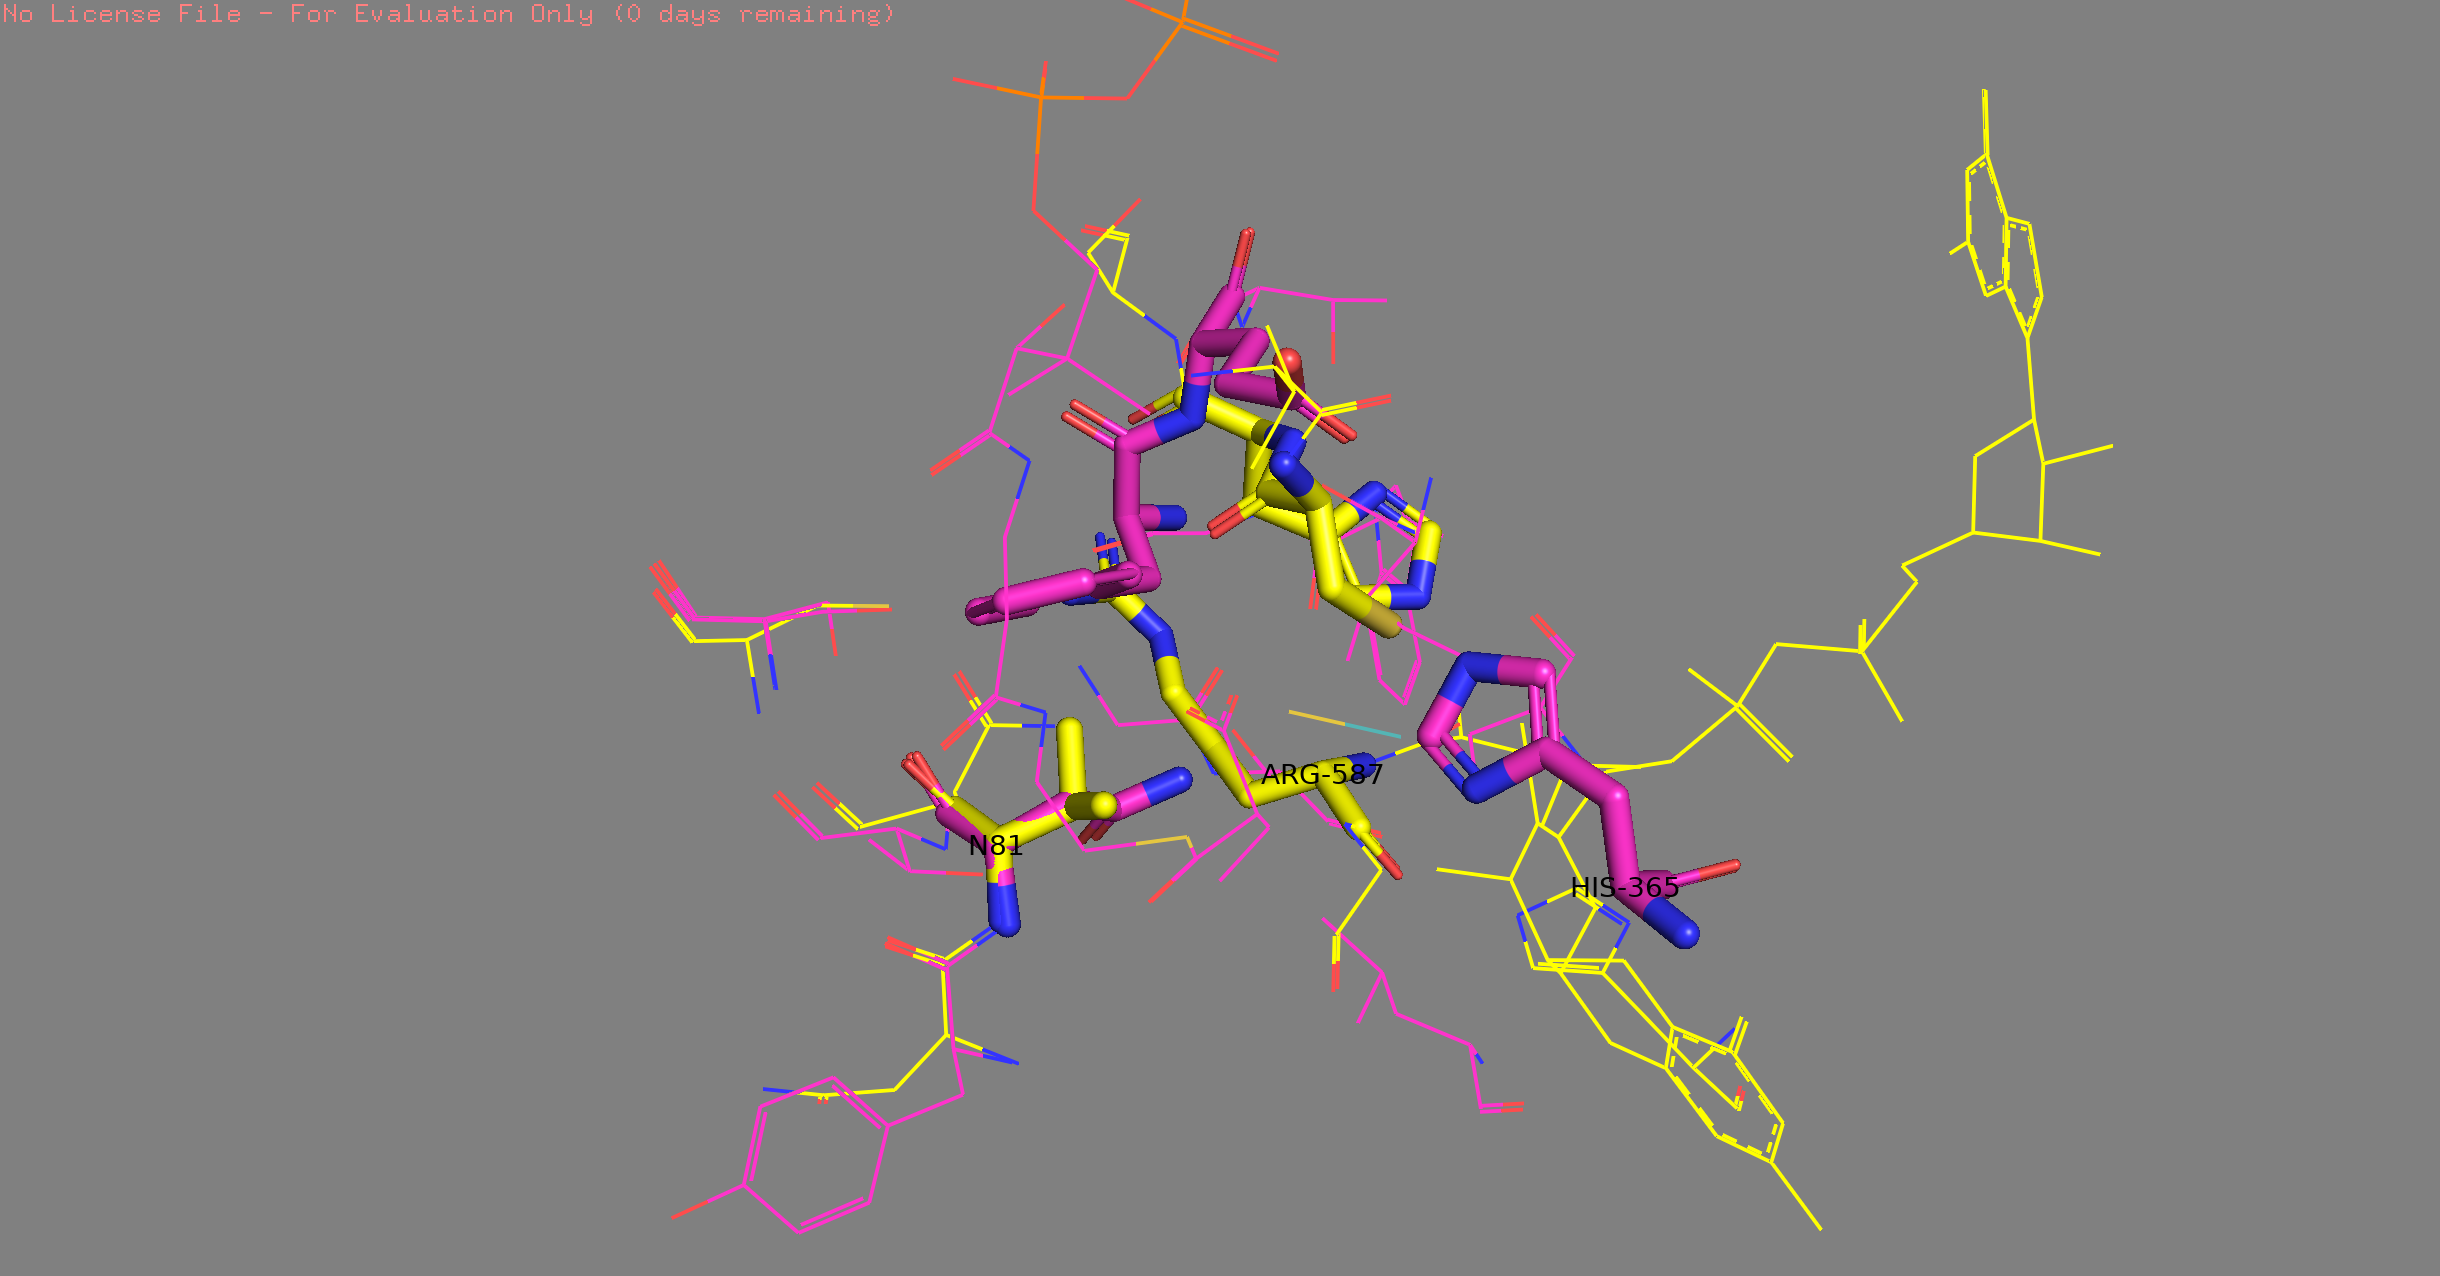 No License File - For Evaluation Only (0 days remaining)
ARG-587
N81
HIS-365